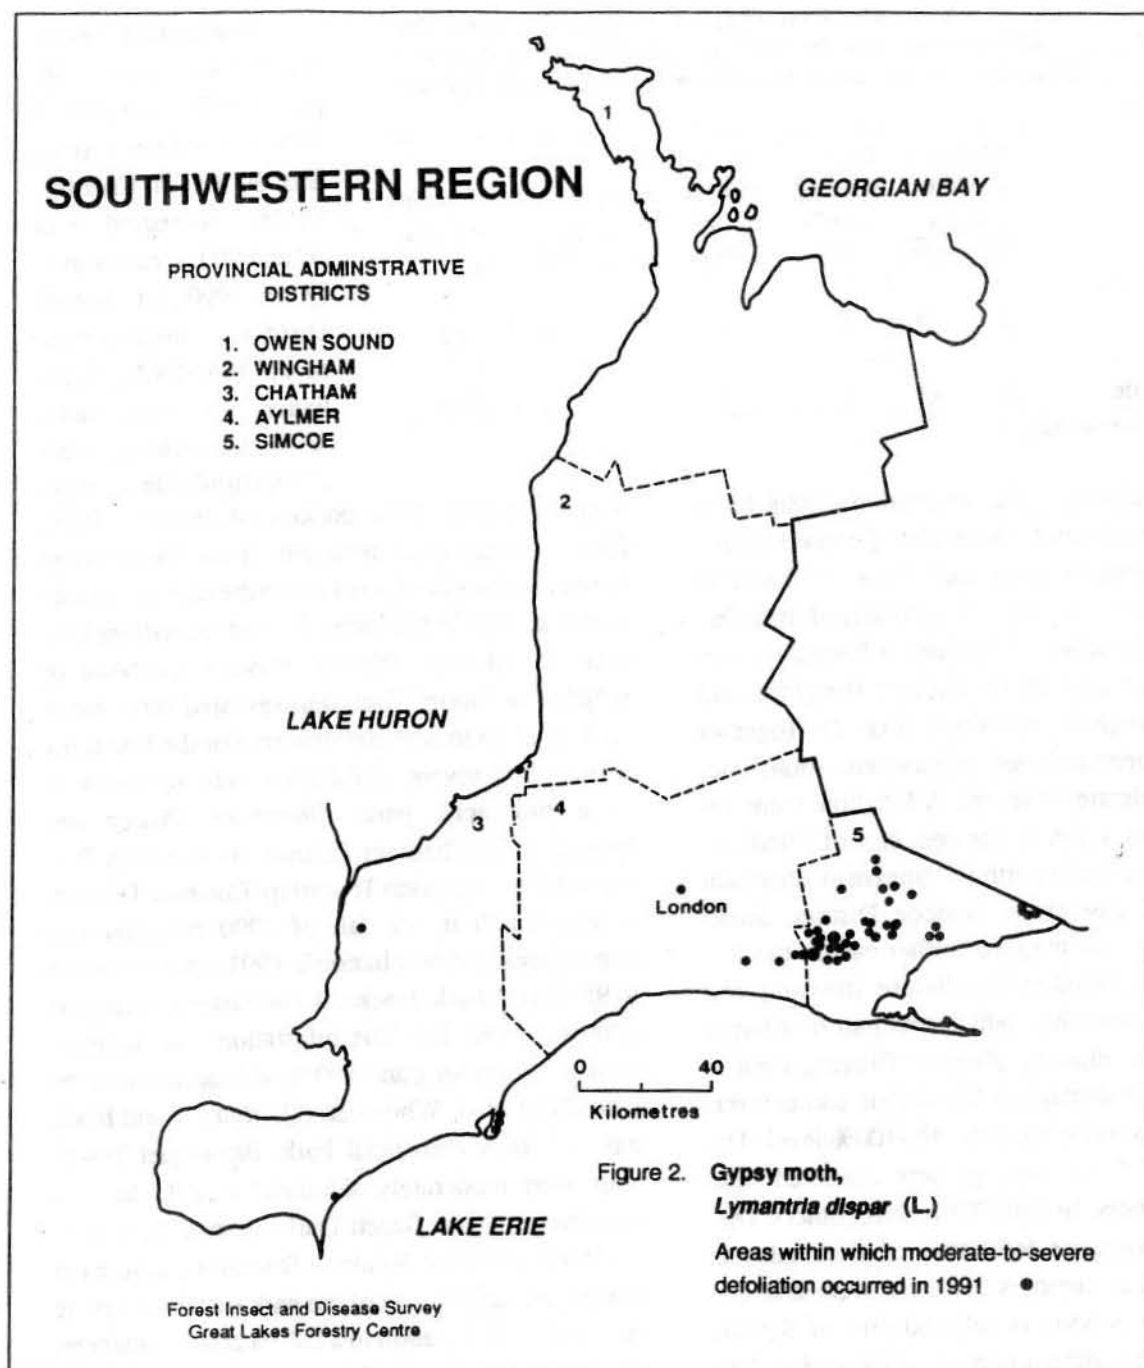 1
SOUTHWESTERN REGION
GEORGIAN BAY
PROVINCIAL ADMINSTRATIVE
DISTRICTS
1. OWEN SOUND
2. WINGHAM
3. CHATHAM
4. AYLMER
5. SIMCOE
2
LAKE HURON
3
4
5
London
0 40
Kilometres
Figure 2. Gypsy moth,
Lymantria dispar (L.)
LAKE ERIE
Areas within which moderate-to-severe
defoliation occurred in 1991 •
Forest Insect and Disease Survey
Great Lakes Forestry Centre